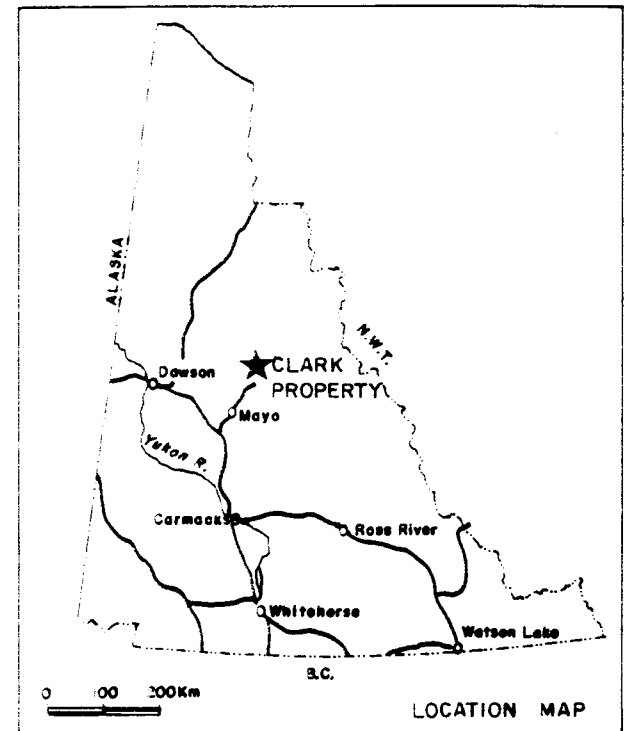 ALASKA
N.W.T.
Dawson
CLARK
PROPERTY
Mayo
Yukon R.
Carmacks
Ross River
Whitehorse
Watson Lake
B.C.
0 100 200Km
LOCATION MAP